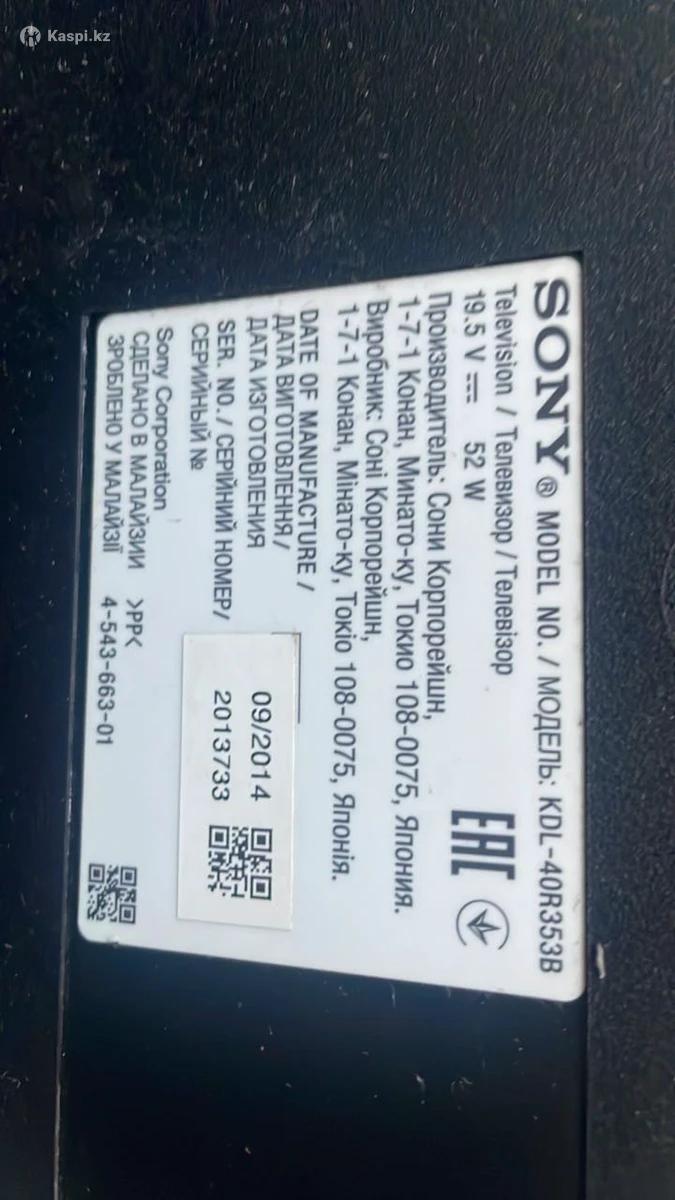 Kaspi.kz
SONY® MODEL NO. / МОДЕЛЬ: KDL-40R353B
Television / Телевизор / Телевізор
19.5 V 52 W
EAC
Производитель: Сони Корпорейшн,
1-7-1 Конан, Минато-ку, Токио 108-0075, Япония.
Виробник: Соні Корпорейшн,
1-7-1 Конан, Мінато-ку, Токіо 108-0075, Японія.
DATE OF MANUFACTURE /
ДАТА ВИГОТОВЛЕННЯ /
ДАТА ИЗГОТОВЛЕНИЯ
09/2014
SER. NO. / СЕРІЙНИЙ НОМЕР/
СЕРИЙНЫЙ №
2013733
Sony Corporation
СДЕЛАНО В МАЛАЙЗИИ >PP<
ЗРОБЛЕНО У МАЛАЙЗІЇ 4-543-663-01